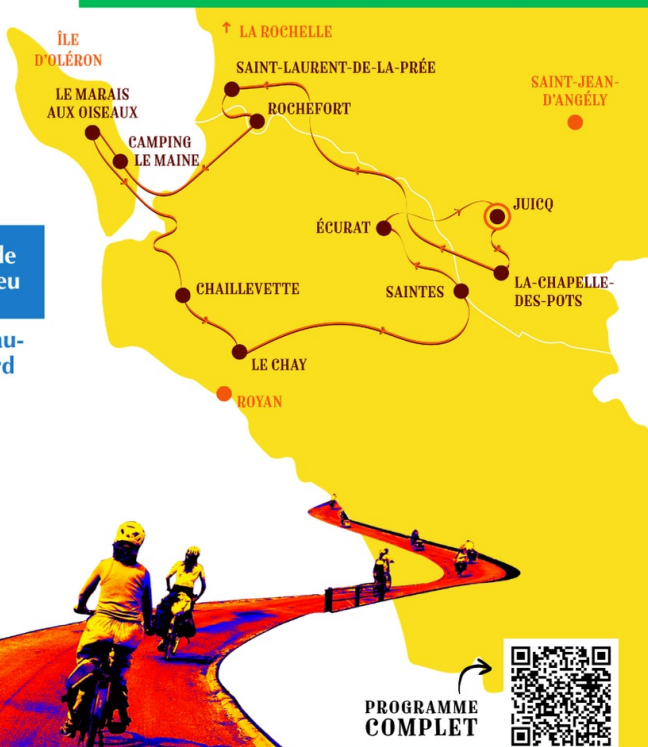 ÎLE
D'OLÉRON
↑ LA ROCHELLE
SAINT-LAURENT-DE-LA-PRÉE
SAINT-JEAN-
D'ANGÉLY
LE MARAIS
AUX OISEAUX
ROCHEFORT
CAMPING
LE MAINE
JUICQ
ÉCURAT
LA-CHAPELLE-
DES-POTS
CHAILLEVETTE
SAINTES
LE CHAY
ROYAN
PROGRAMME
COMPLET